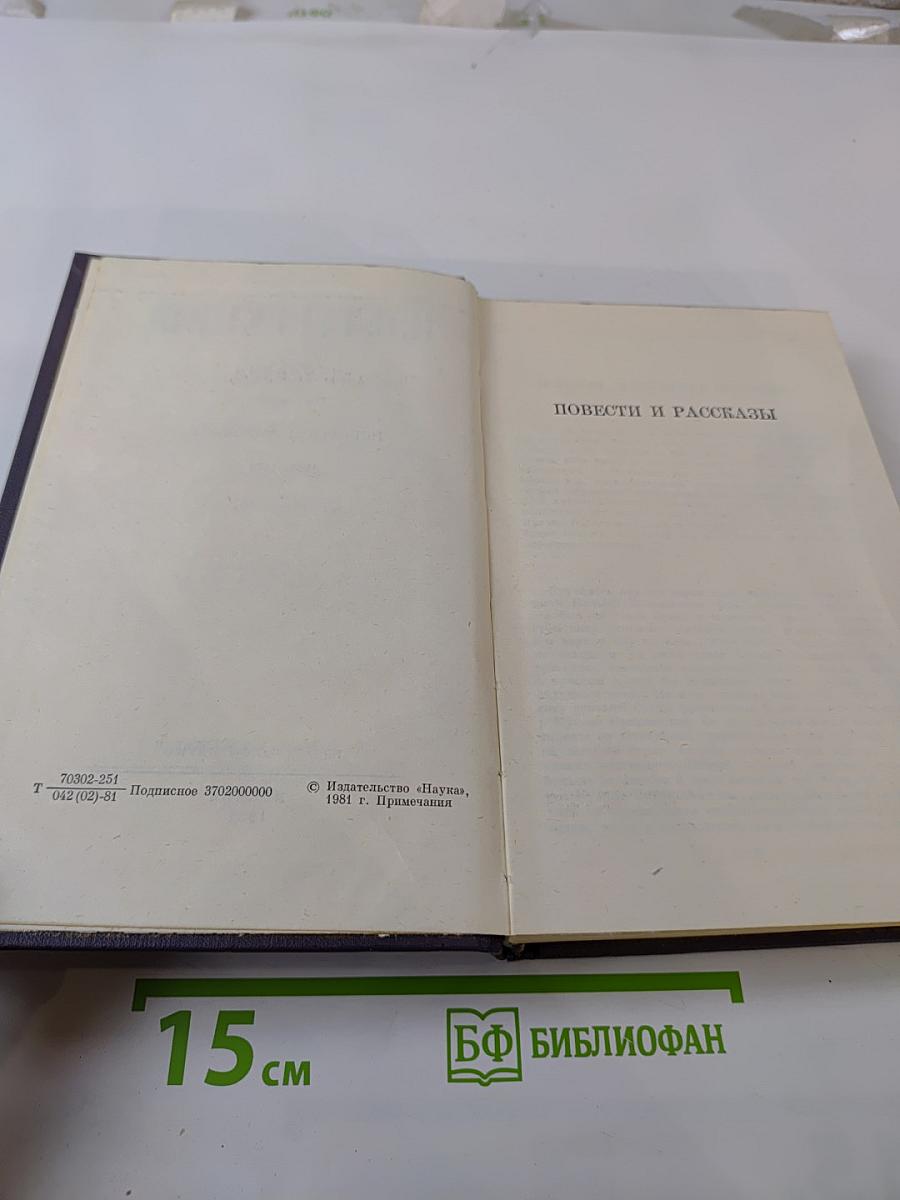 70302-251
Т ——— Подписное 3702000000
042 (02)-81
© Издательство «Наука»,
1981 г. Примечания
ПОВЕСТИ И РАССКАЗЫ
15 см
БФ БИБЛИОФАН